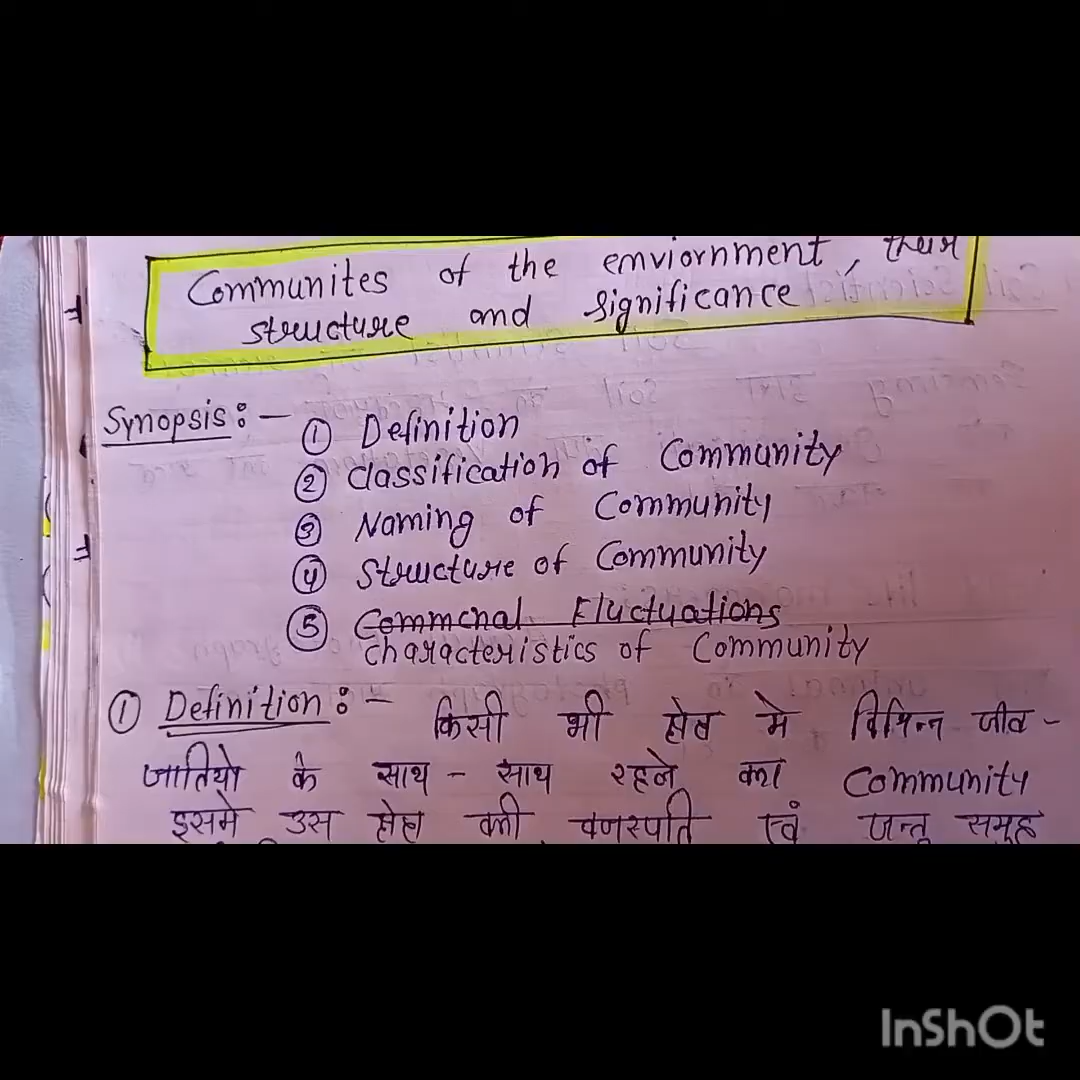 Communites of the enviornment, their
structure and significance
Synopsis:-
① Definition
② Classification of Community
③ Naming of Community
④ Structure of Community
⑤ Commenal Fluctuations
Characteristics of Community
① Definition:- किसी भी क्षेत्र मे विभिन्न जीव-
जातियो के साथ-साथ रहने का Community
इसमे उस क्षेत्र की वनस्पति एवं जन्तु समूह
InShOt